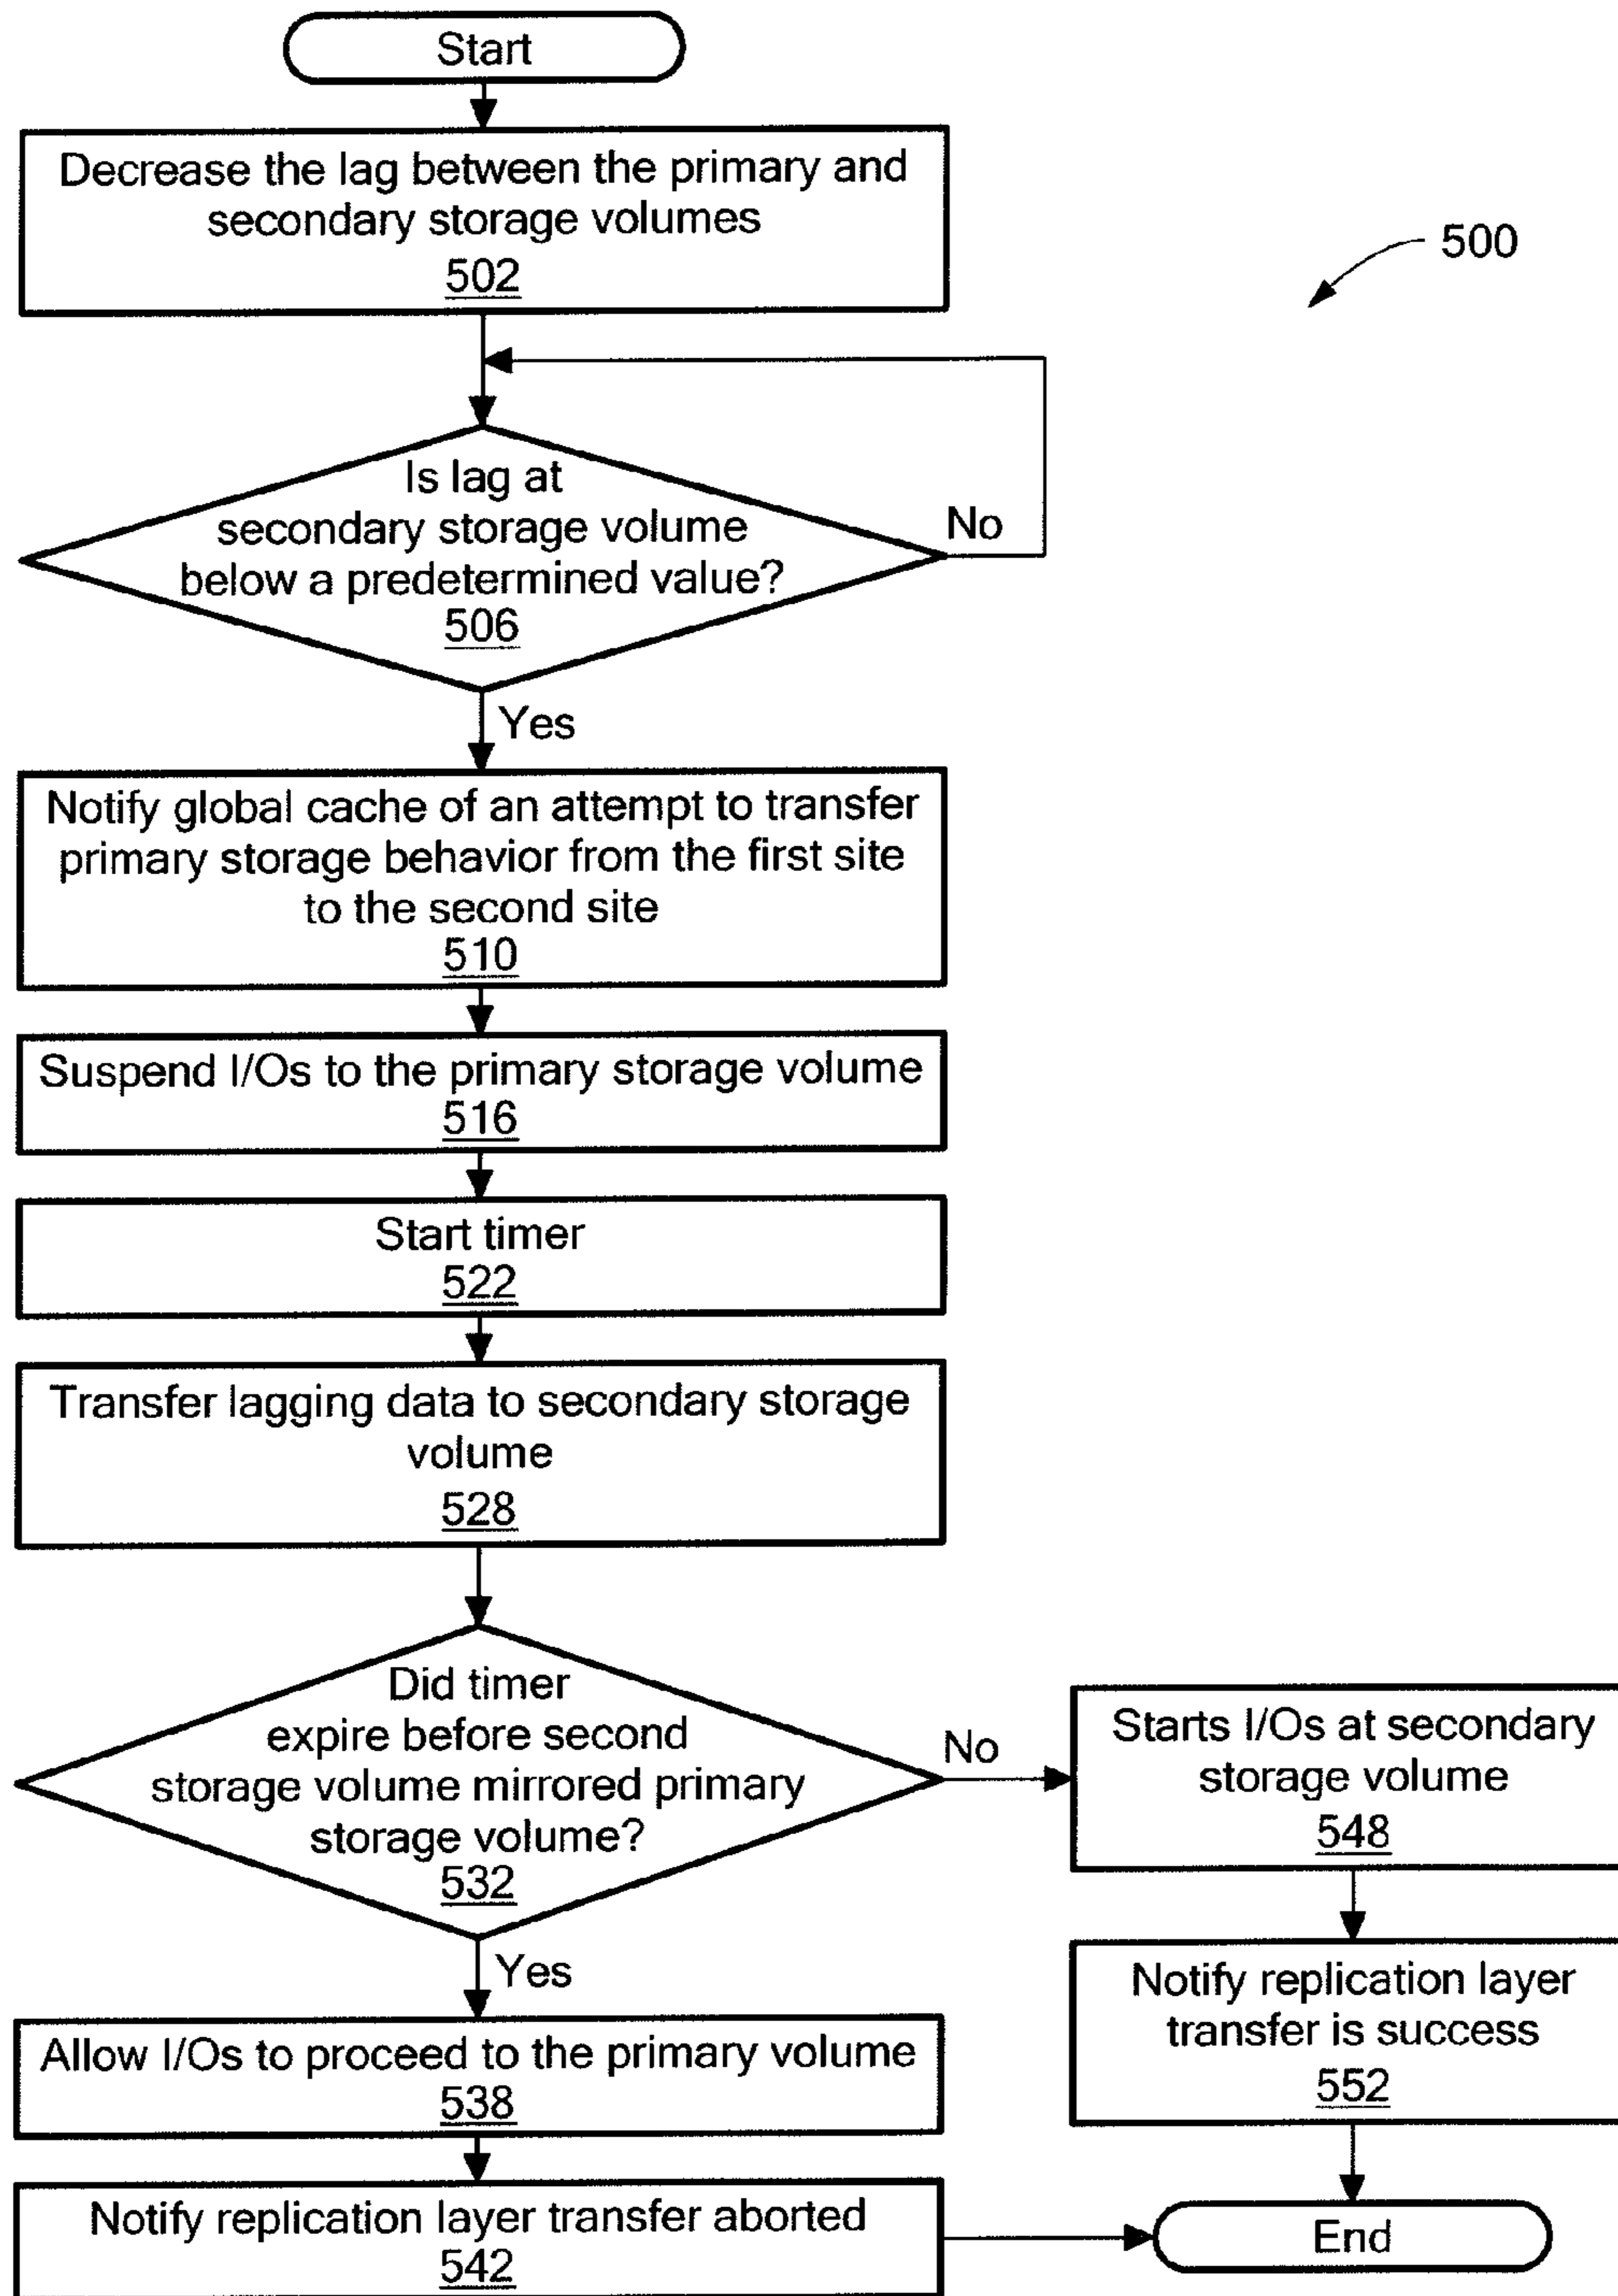 Start
Decrease the lag between the primary and
secondary storage volumes
502
500
Is lag at
secondary storage volume
below a predetermined value?
506
No
Yes
Notify global cache of an attempt to transfer
primary storage behavior from the first site
to the second site
510
Suspend I/Os to the primary storage volume
516
Start timer
522
Transfer lagging data to secondary storage
volume
528
Did timer
expire before second
storage volume mirrored primary
storage volume?
532
No
Starts I/Os at secondary
storage volume
548
Yes
Notify replication layer
transfer is success
552
Allow I/Os to proceed to the primary volume
538
Notify replication layer transfer aborted
542
End